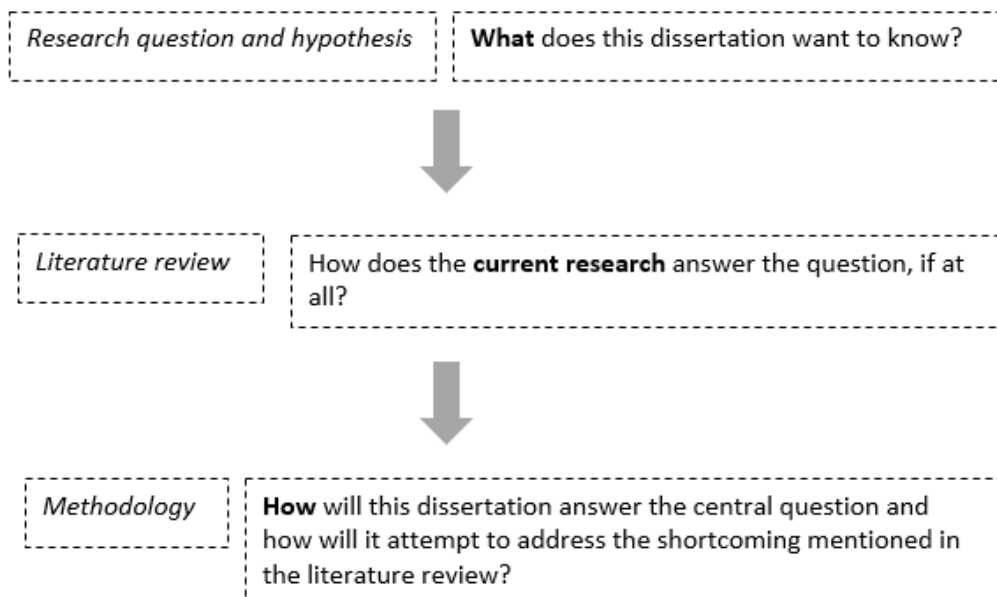 Research question and hypothesis
What does this dissertation want to know?
Literature review
How does the current research answer the question, if at
all?
Methodology
How will this dissertation answer the central question and
how will it attempt to address the shortcoming mentioned in
the literature review?